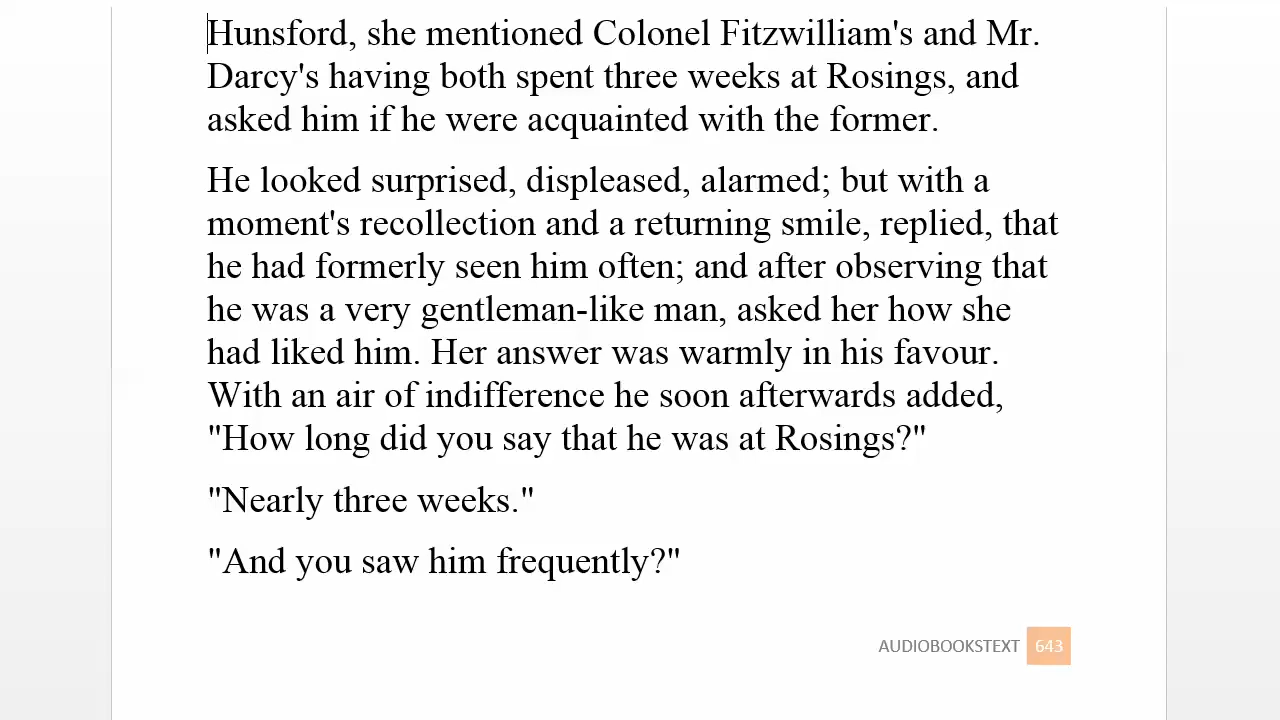 Hunsford, she mentioned Colonel Fitzwilliam's and Mr.
Darcy's having both spent three weeks at Rosings, and
asked him if he were acquainted with the former.
He looked surprised, displeased, alarmed; but with a
moment's recollection and a returning smile, replied, that
he had formerly seen him often; and after observing that
he was a very gentleman-like man, asked her how she
had liked him. Her answer was warmly in his favour.
With an air of indifference he soon afterwards added,
"How long did you say that he was at Rosings?"
"Nearly three weeks."
"And you saw him frequently?"
AUDIOBOOKSTEXT 643